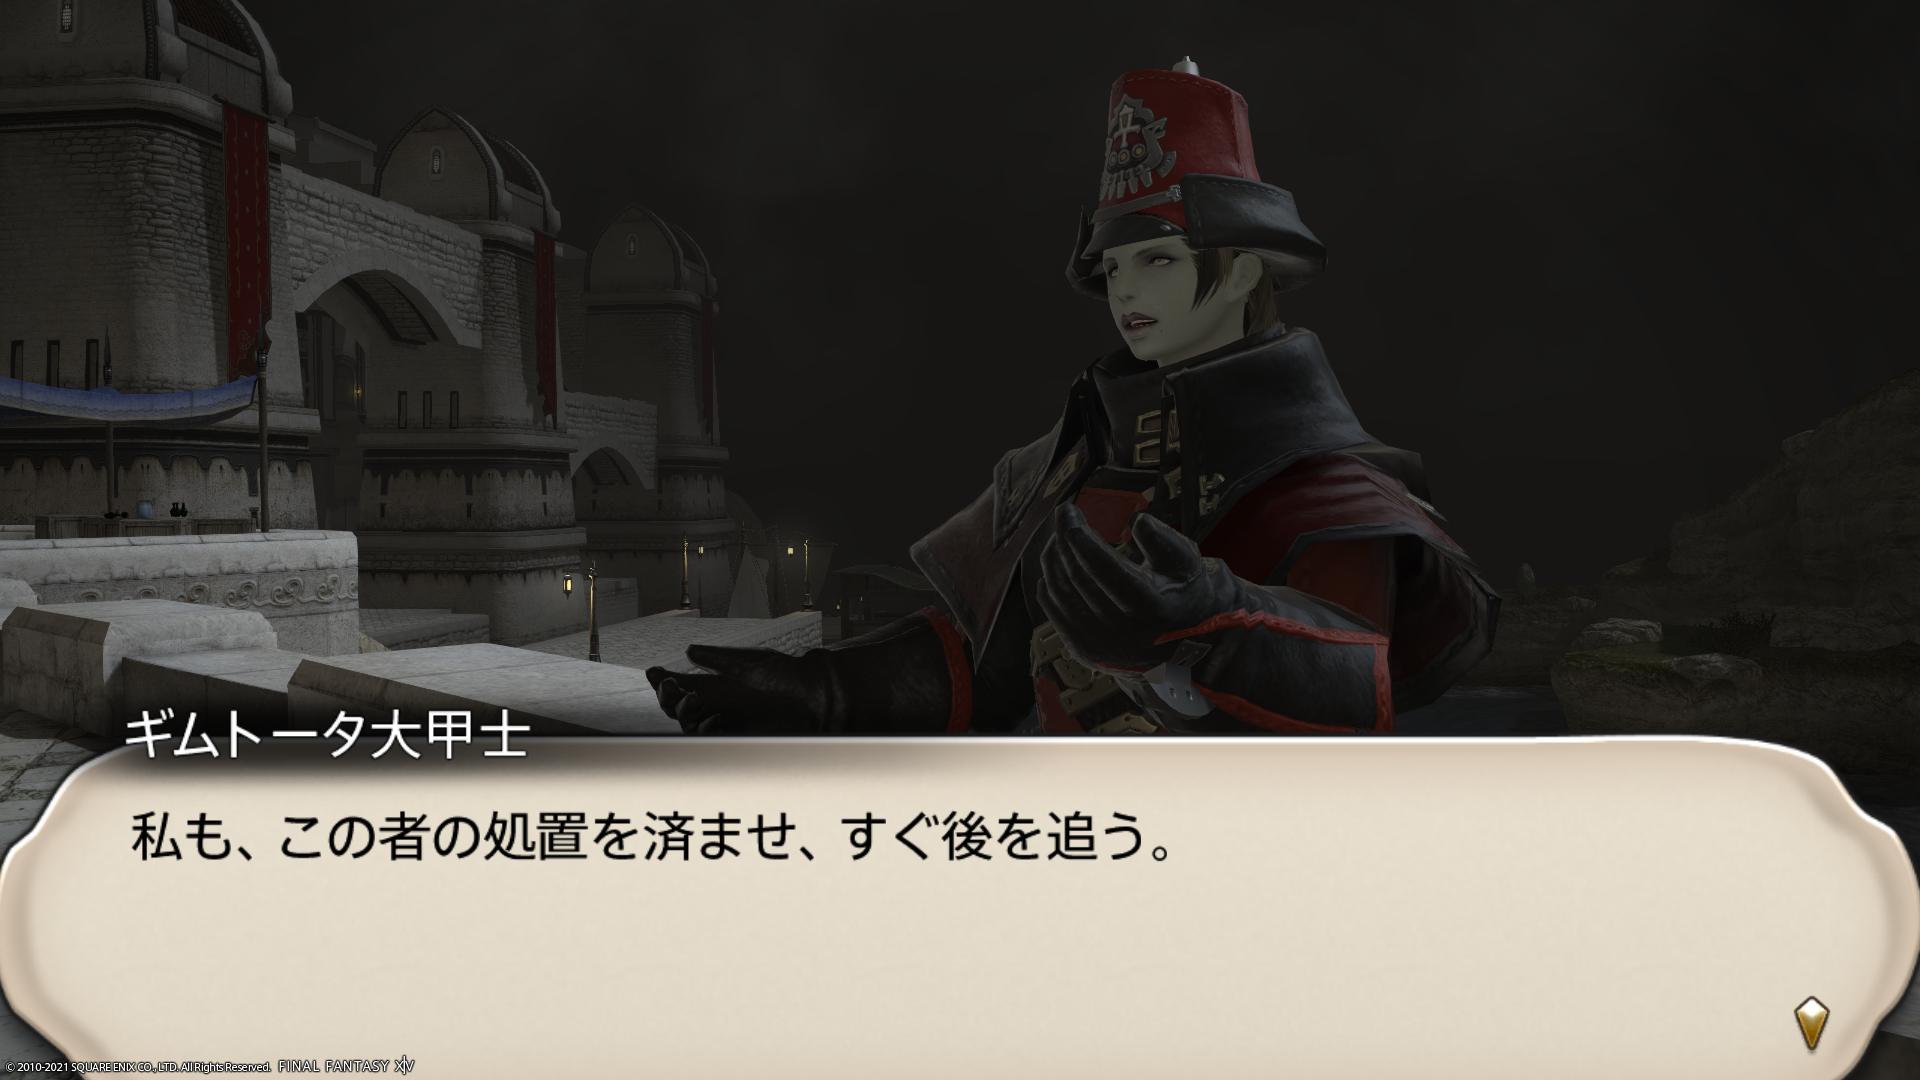 ギムトータ大甲士
私も、この者の処置を済ませ、すぐ後を追う。
© 2010-2021 SQUARE ENIX CO., LTD. All Rights Reserved. FINAL FANTASY XIV